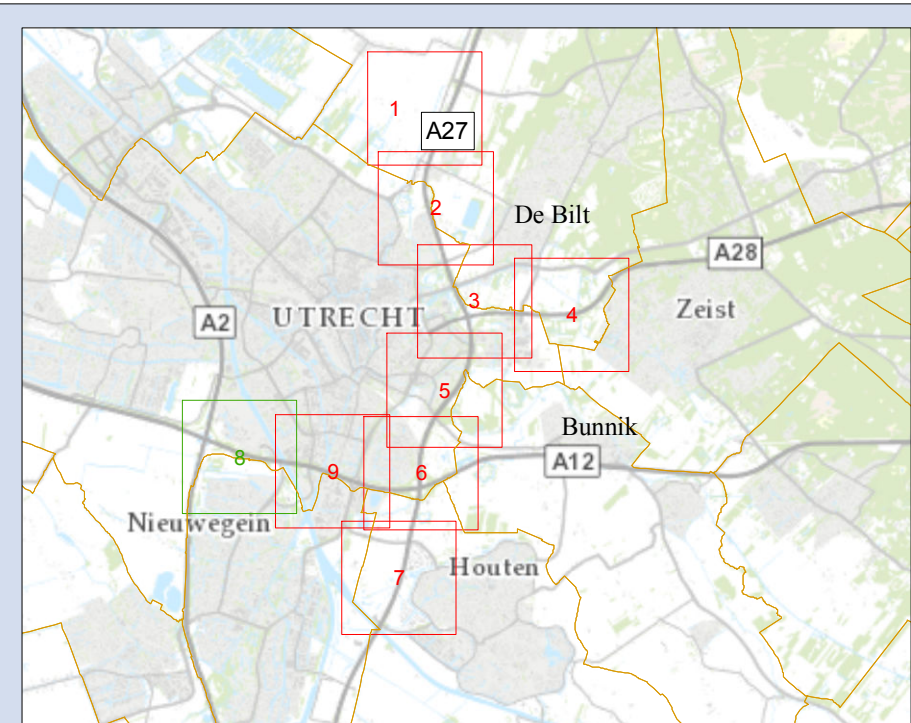 1
A27
2
De Bilt
A28
3
4
Zeist
A2
UTRECHT
5
Bunnik
8
9
6
A12
Nieuwegein
Houten
7